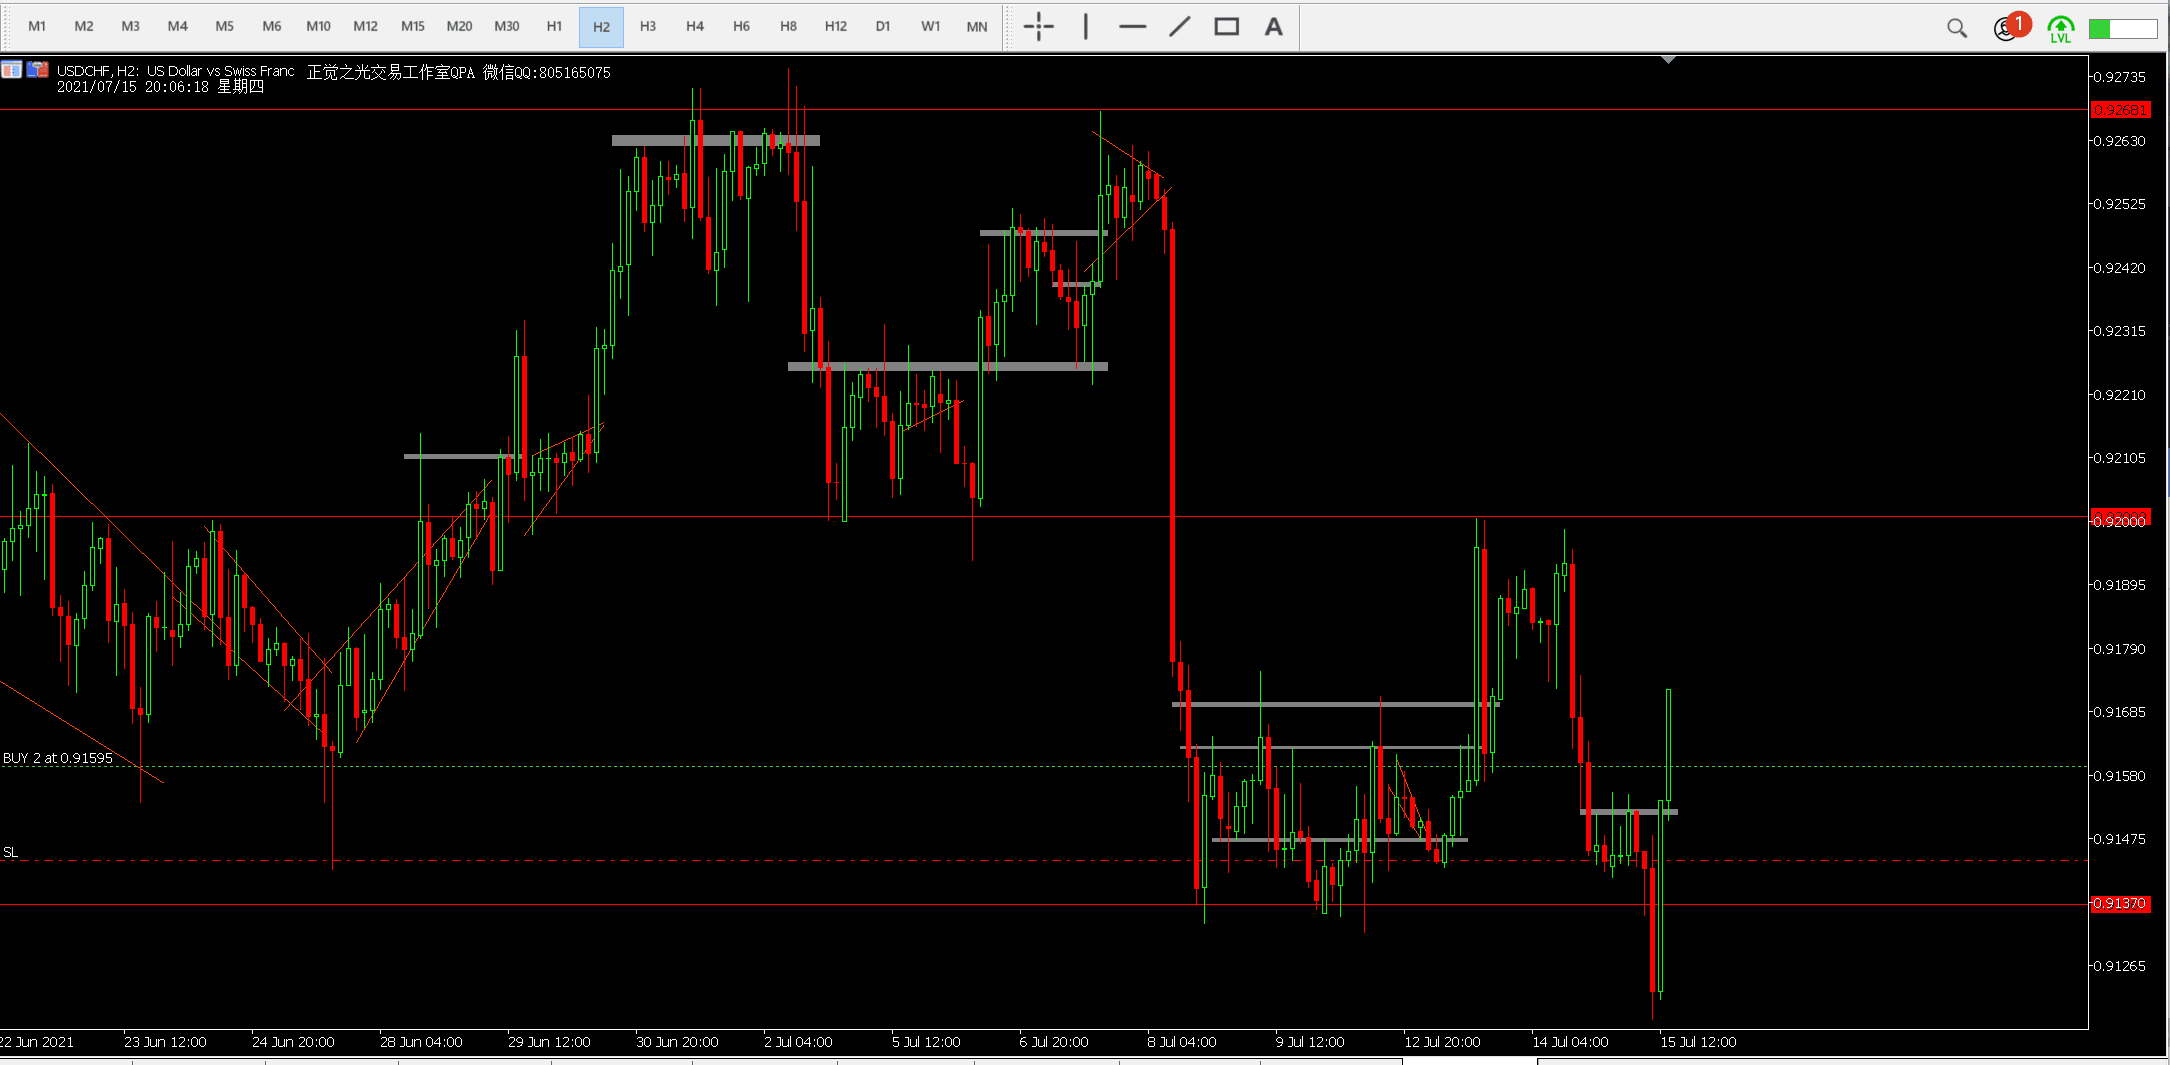 M1 M2 M3 M4 M5 M6 M10 M12 M15 M20 M30 H1 H2 H3 H4 H6 H8 H12 D1 W1 MN A 1 LVL
USDCHF, H2: US Dollar vs Swiss Franc 正觉之光交易工作室QPA 微信QQ:805165075
2021/07/15 20:06:18 星期四
0.92735
0.92681
0.92630
0.92525
0.92420
0.92315
0.92210
0.92105
0.92000
0.91895
0.91790
0.91685
BUY 2 at 0.91595
0.91580
0.91475
SL
0.91370
0.91265
22 Jun 2021 23 Jun 12:00 24 Jun 20:00 28 Jun 04:00 29 Jun 12:00 30 Jun 20:00 2 Jul 04:00 5 Jul 12:00 6 Jul 20:00 8 Jul 04:00 9 Jul 12:00 12 Jul 20:00 14 Jul 04:00 15 Jul 12:00